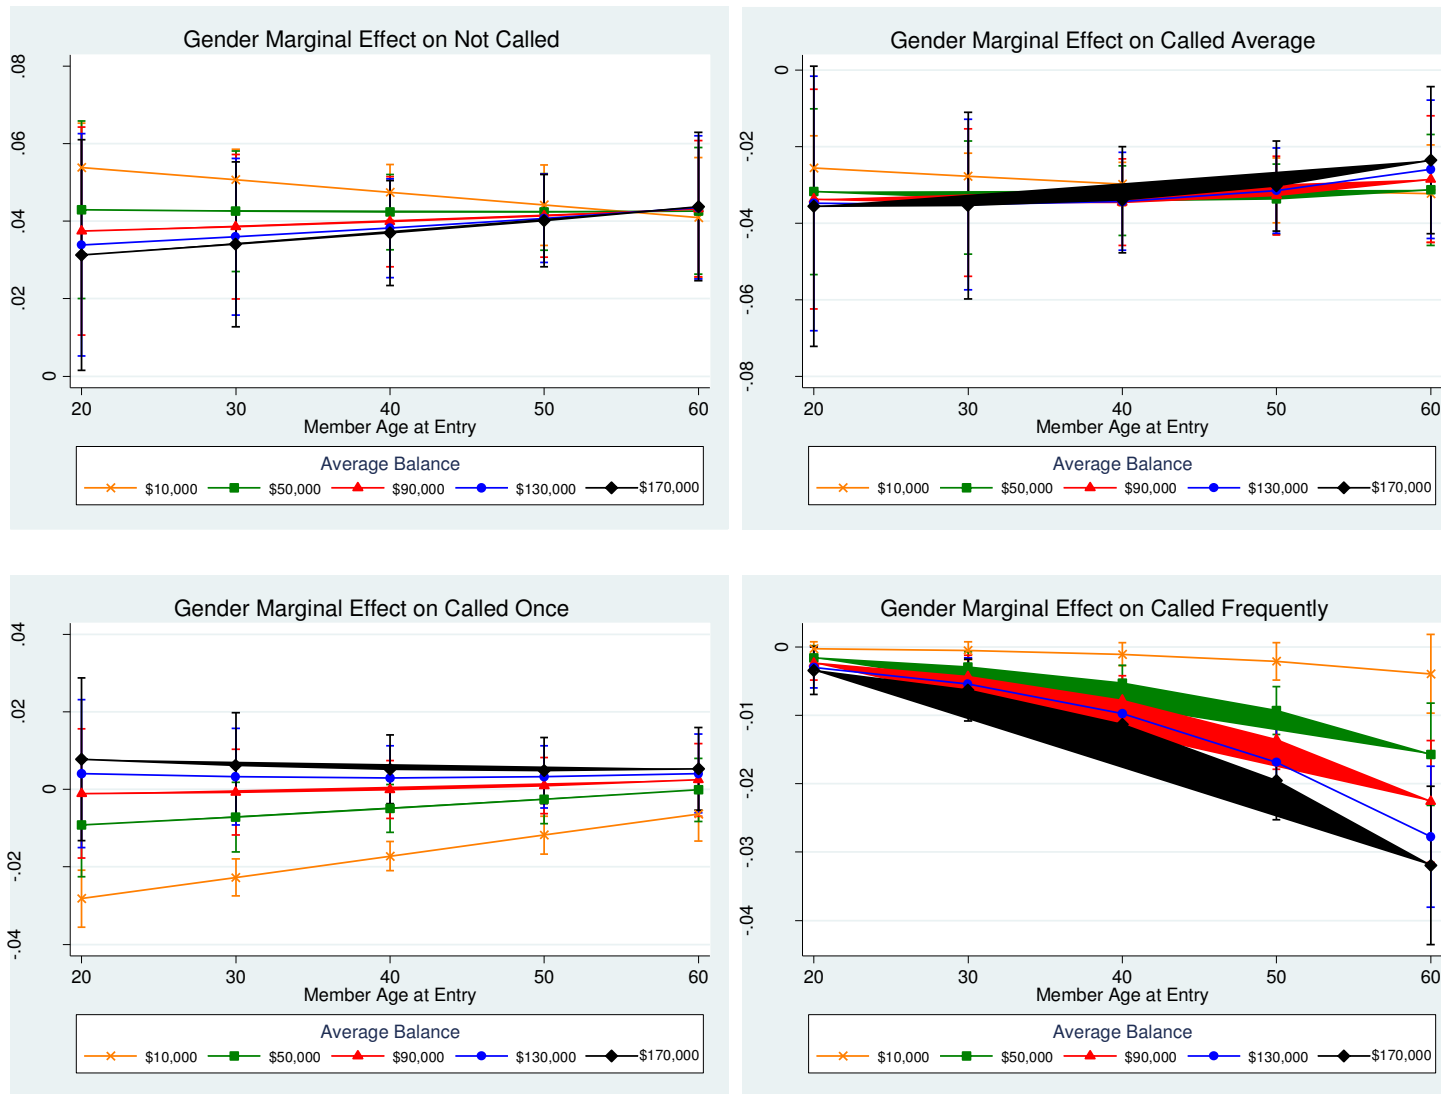 Gender Marginal Effect on Not Called
.08
.06
.04
.02
0
20 30 40 50 60
Member Age at Entry
Average Balance
$10,000 $50,000 $90,000 $130,000 $170,000
Gender Marginal Effect on Called Average
0
-.02
-.04
-.06
-.08
20 30 40 50 60
Member Age at Entry
Average Balance
$10,000 $50,000 $90,000 $130,000 $170,000
Gender Marginal Effect on Called Once
.04
.02
0
-.02
-.04
20 30 40 50 60
Member Age at Entry
Average Balance
$10,000 $50,000 $90,000 $130,000 $170,000
Gender Marginal Effect on Called Frequently
0
-.01
-.02
-.03
-.04
20 30 40 50 60
Member Age at Entry
Average Balance
$10,000 $50,000 $90,000 $130,000 $170,000